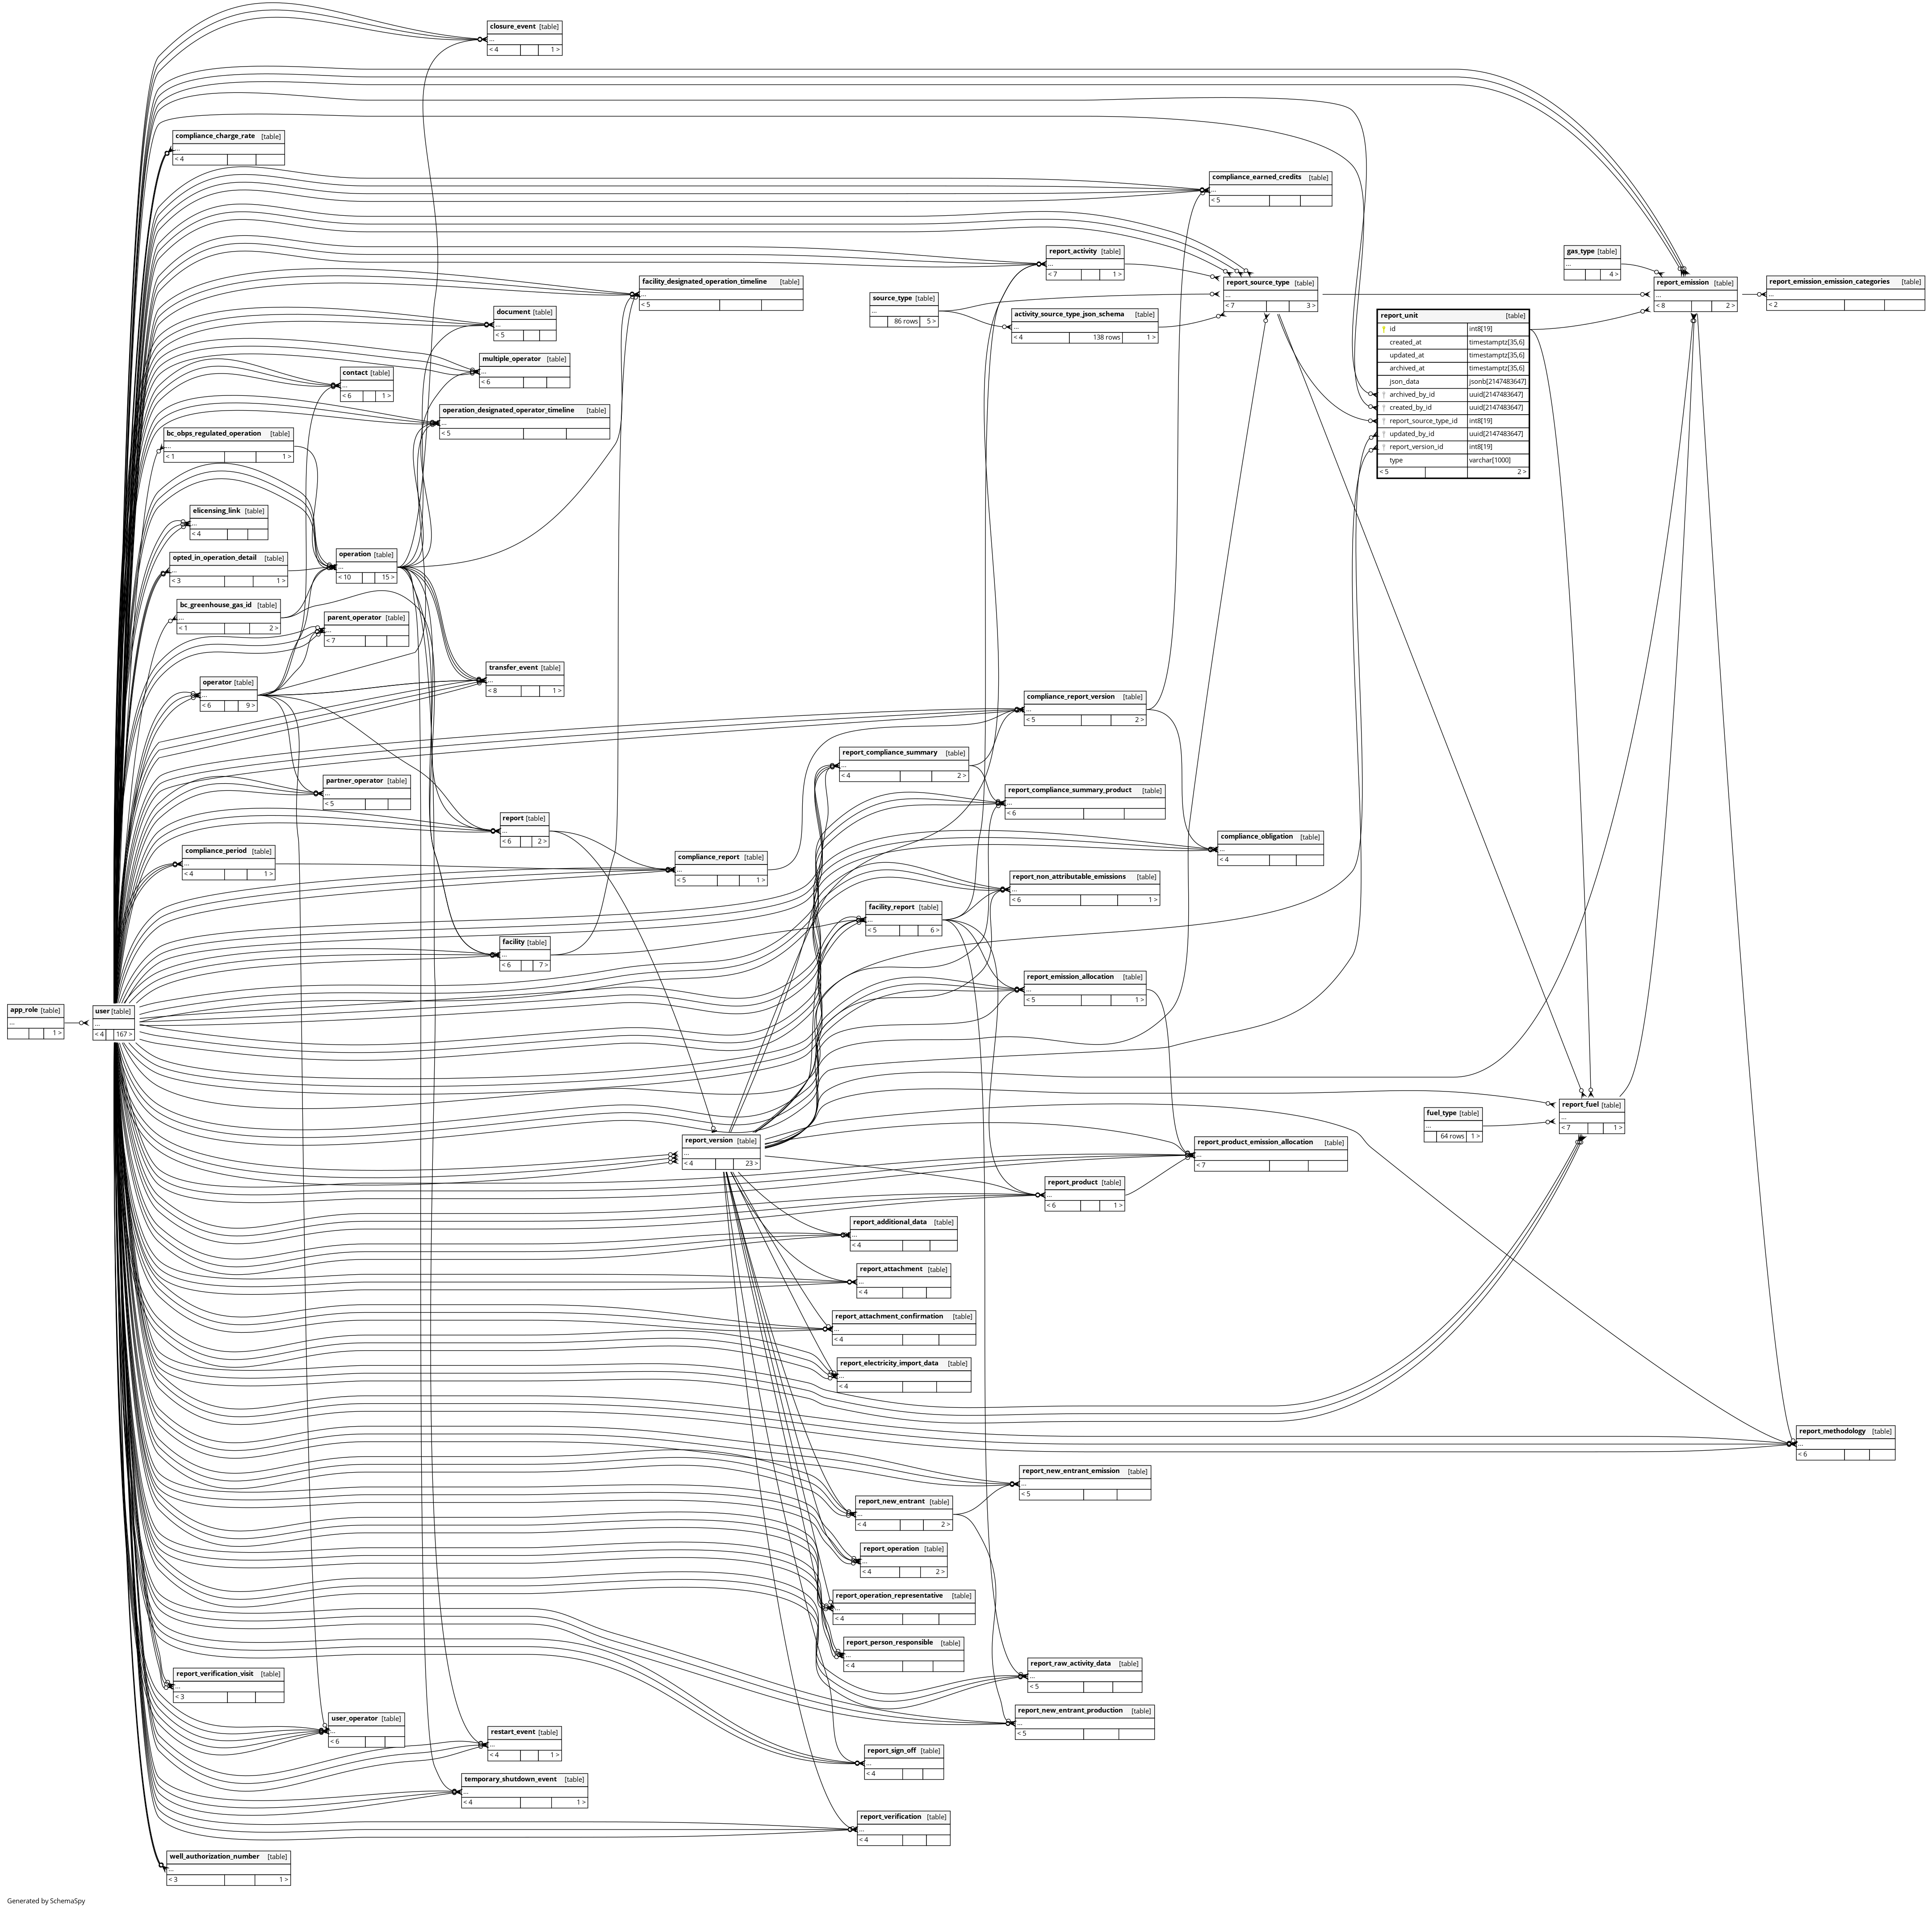 closure_event [table]
...
< 4 1 >
compliance_charge_rate [table]
...
< 4
compliance_earned_credits [table]
...
< 5
report_activity [table]
...
< 7 1 >
gas_type [table]
...
4 >
facility_designated_operation_timeline [table]
...
< 5
report_source_type [table]
...
< 7 3 >
report_emission [table]
...
< 8 2 >
report_emission_emission_categories [table]
...
< 2
source_type [table]
...
86 rows 5 >
document [table]
...
< 5
activity_source_type_json_schema [table]
...
< 4 138 rows 1 >
report_unit [table]
id int8[19]
created_at timestamptz[35,6]
updated_at timestamptz[35,6]
archived_at timestamptz[35,6]
json_data jsonb[2147483647]
archived_by_id uuid[2147483647]
created_by_id uuid[2147483647]
report_source_type_id int8[19]
updated_by_id uuid[2147483647]
report_version_id int8[19]
type varchar[1000]
< 5 2 >
multiple_operator [table]
...
< 6
contact [table]
...
< 6 1 >
operation_designated_operator_timeline [table]
...
< 5
bc_obps_regulated_operation [table]
...
< 1 1 >
elicensing_link [table]
...
< 4
operation [table]
...
< 10 15 >
opted_in_operation_detail [table]
...
< 3 1 >
bc_greenhouse_gas_id [table]
...
< 1 2 >
parent_operator [table]
...
< 7
transfer_event [table]
...
< 8 1 >
operator [table]
...
< 6 9 >
compliance_report_version [table]
...
< 5 2 >
report_compliance_summary [table]
...
< 4 2 >
partner_operator [table]
...
< 5
report_compliance_summary_product [table]
...
< 6
report [table]
...
< 6 2 >
compliance_obligation [table]
...
< 4
compliance_period [table]
...
< 4 1 >
compliance_report [table]
...
< 5 1 >
report_non_attributable_emissions [table]
...
< 6 1 >
facility_report [table]
...
< 5 6 >
facility [table]
...
< 6 7 >
report_emission_allocation [table]
...
< 5 1 >
app_role [table]
...
1 >
user [table]
...
< 4 167 >
report_fuel [table]
...
< 7 1 >
fuel_type [table]
...
64 rows 1 >
report_version [table]
...
< 4 23 >
report_product_emission_allocation [table]
...
< 7
report_product [table]
...
< 6 1 >
report_additional_data [table]
...
< 4
report_attachment [table]
...
< 4
report_attachment_confirmation [table]
...
< 4
report_electricity_import_data [table]
...
< 4
report_methodology [table]
...
< 6
report_new_entrant_emission [table]
...
< 5
report_new_entrant [table]
...
< 4 2 >
report_operation [table]
...
< 4 2 >
report_operation_representative [table]
...
< 4
report_person_responsible [table]
...
< 4
report_raw_activity_data [table]
...
< 5
report_verification_visit [table]
...
< 3
report_new_entrant_production [table]
...
< 5
user_operator [table]
...
< 6
restart_event [table]
...
< 4 1 >
report_sign_off [table]
...
< 4
temporary_shutdown_event [table]
...
< 4 1 >
report_verification [table]
...
< 4
well_authorization_number [table]
...
< 3 1 >
Generated by SchemaSpy